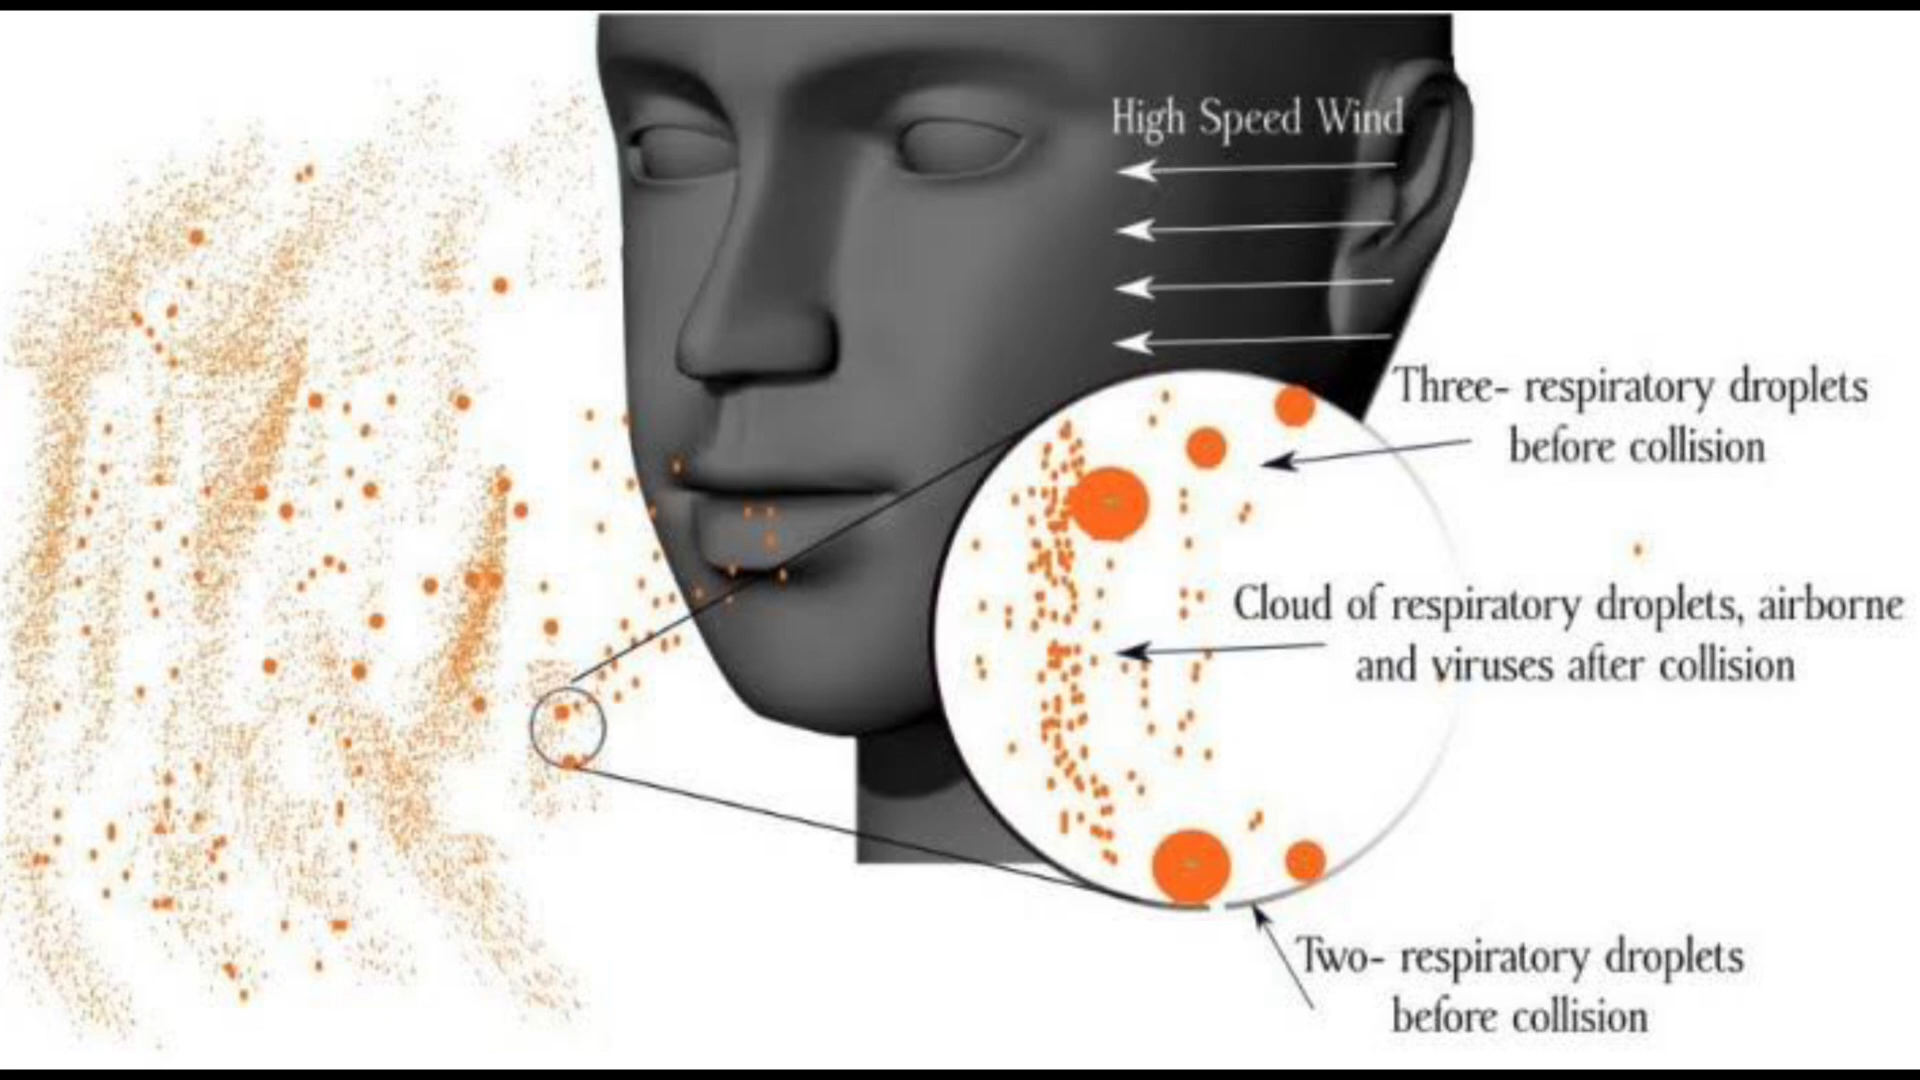 High Speed Wind
Three- respiratory droplets
before collision
Cloud of respiratory droplets, airborne
and viruses after collision
Two- respiratory droplets
before collision